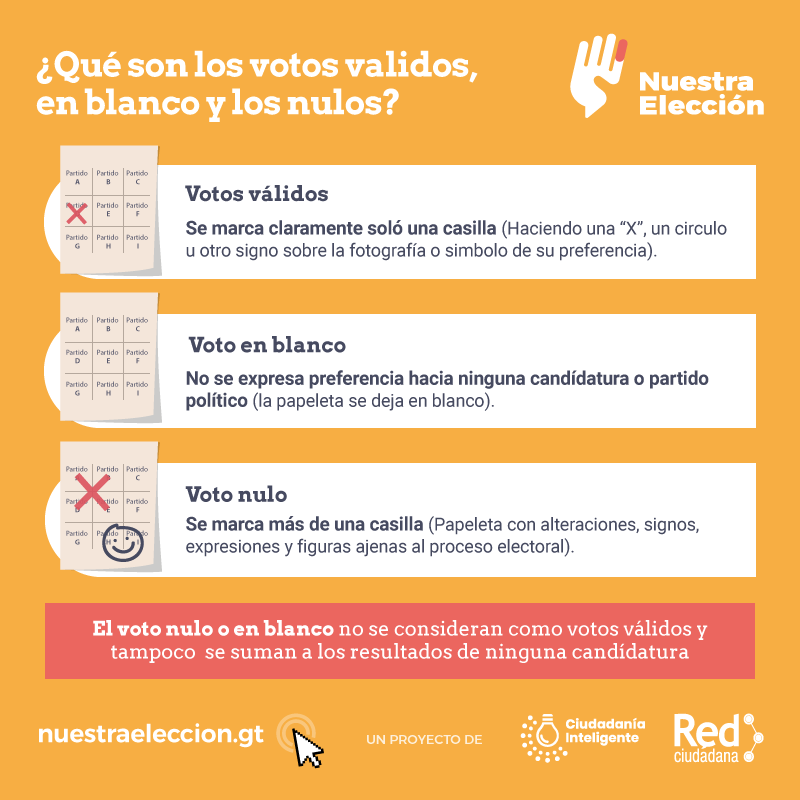 ¿Qué son los votos validos,
en blanco y los nulos?
Nuestra
Elección
Partido A Partido B Partido C
Partido Partido E Partido F
Partido G Partido H Partido I
Votos válidos
Se marca claramente soló una casilla (Haciendo una “X”, un circulo
u otro signo sobre la fotografía o simbolo de su preferencia).
Partido A Partido B Partido C
Partido D Partido E Partido F
Partido G Partido H Partido I
Voto en blanco
No se expresa preferencia hacia ninguna candídatura o partido
político (la papeleta se deja en blanco).
Partido Partido Partido C
Partido Partido Partido F
Partido G Partido H Partido
Voto nulo
Se marca más de una casilla (Papeleta con alteraciones, signos,
expresiones y figuras ajenas al proceso electoral).
El voto nulo o en blanco no se consideran como votos válidos y
tampoco se suman a los resultados de ninguna candídatura
nuestraeleccion.gt
UN PROYECTO DE
Ciudadanía
Inteligente
Red
ciudadana